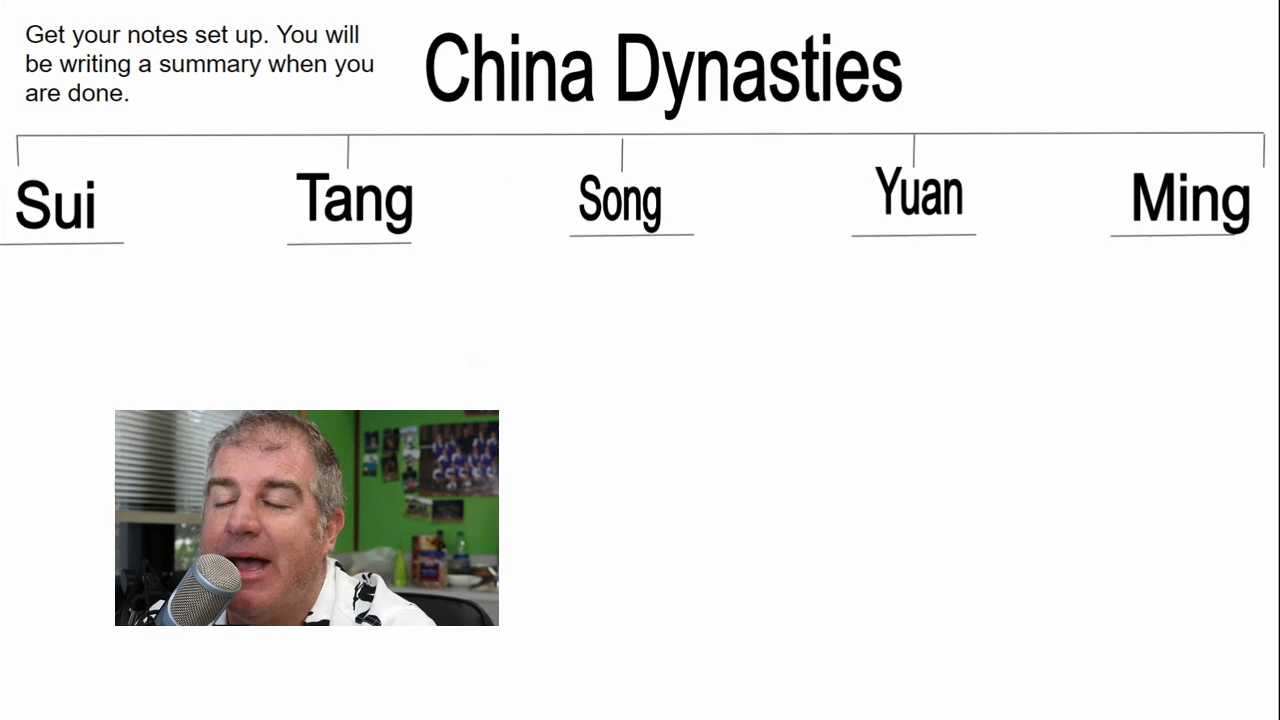 Get your notes set up. You will
be writing a summary when you
are done.
China Dynasties
Sui
Tang
Song
Yuan
Ming